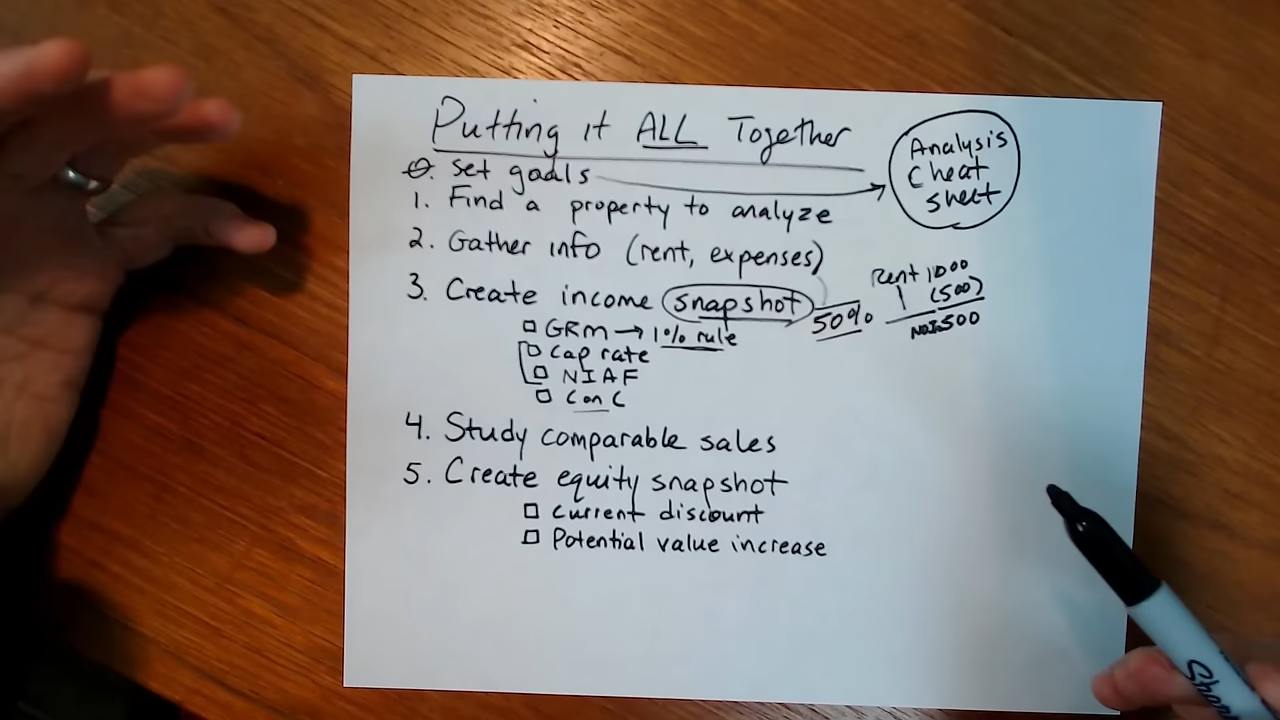 Putting it ALL Together
0. Set goals
Analysis
Cheat
Sheet
1. Find a property to analyze
2. Gather info (rent, expenses)
3. Create income snapshot
50%
Rent 1000
(500)
NOI 500
GRM → 1% rule
Cap rate
NIAF
ConC
4. Study comparable sales
5. Create equity snapshot
Current discount
Potential value increase